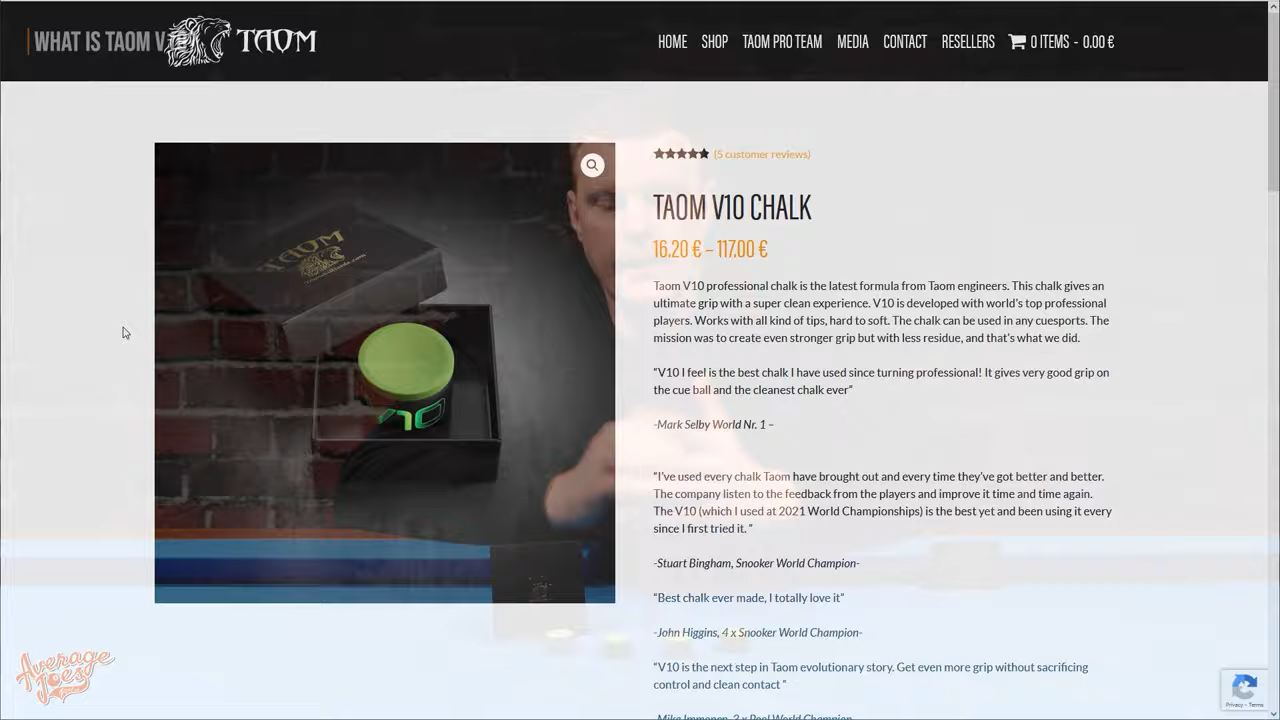 WHAT IS TAOM V
TAOM
HOME SHOP TAOM PRO TEAM MEDIA CONTACT RESELLERS 0 ITEMS - 0.00 €
(5 customer reviews)
TAOM V10 CHALK
16.20 € – 117.00 €
Taom V10 professional chalk is the latest formula from Taom engineers. This chalk gives an
ultimate grip with a super clean experience. V10 is developed with world's top professional
players. Works with all kind of tips, hard to soft. The chalk can be used in any cuesports. The
mission was to create even stronger grip but with less residue, and that's what we did.
“V10 I feel is the best chalk I have used since turning professional! It gives very good grip on
the cue ball and the cleanest chalk ever”
-Mark Selby World Nr. 1 –
“I've used every chalk Taom have brought out and every time they've got better and better.
The company listen to the feedback from the players and improve it time and time again.
The V10 (which I used at 2021 World Championships) is the best yet and been using it every
since I first tried it. ”
-Stuart Bingham, Snooker World Champion-
“Best chalk ever made, I totally love it”
-John Higgins, 4 x Snooker World Champion-
“V10 is the next step in Taom evolutionary story. Get even more grip without sacrificing
control and clean contact ”
-Mika Immonen, 3 x Pool World Champion-
TAOM
V10
Average
Joes
Privacy - Terms